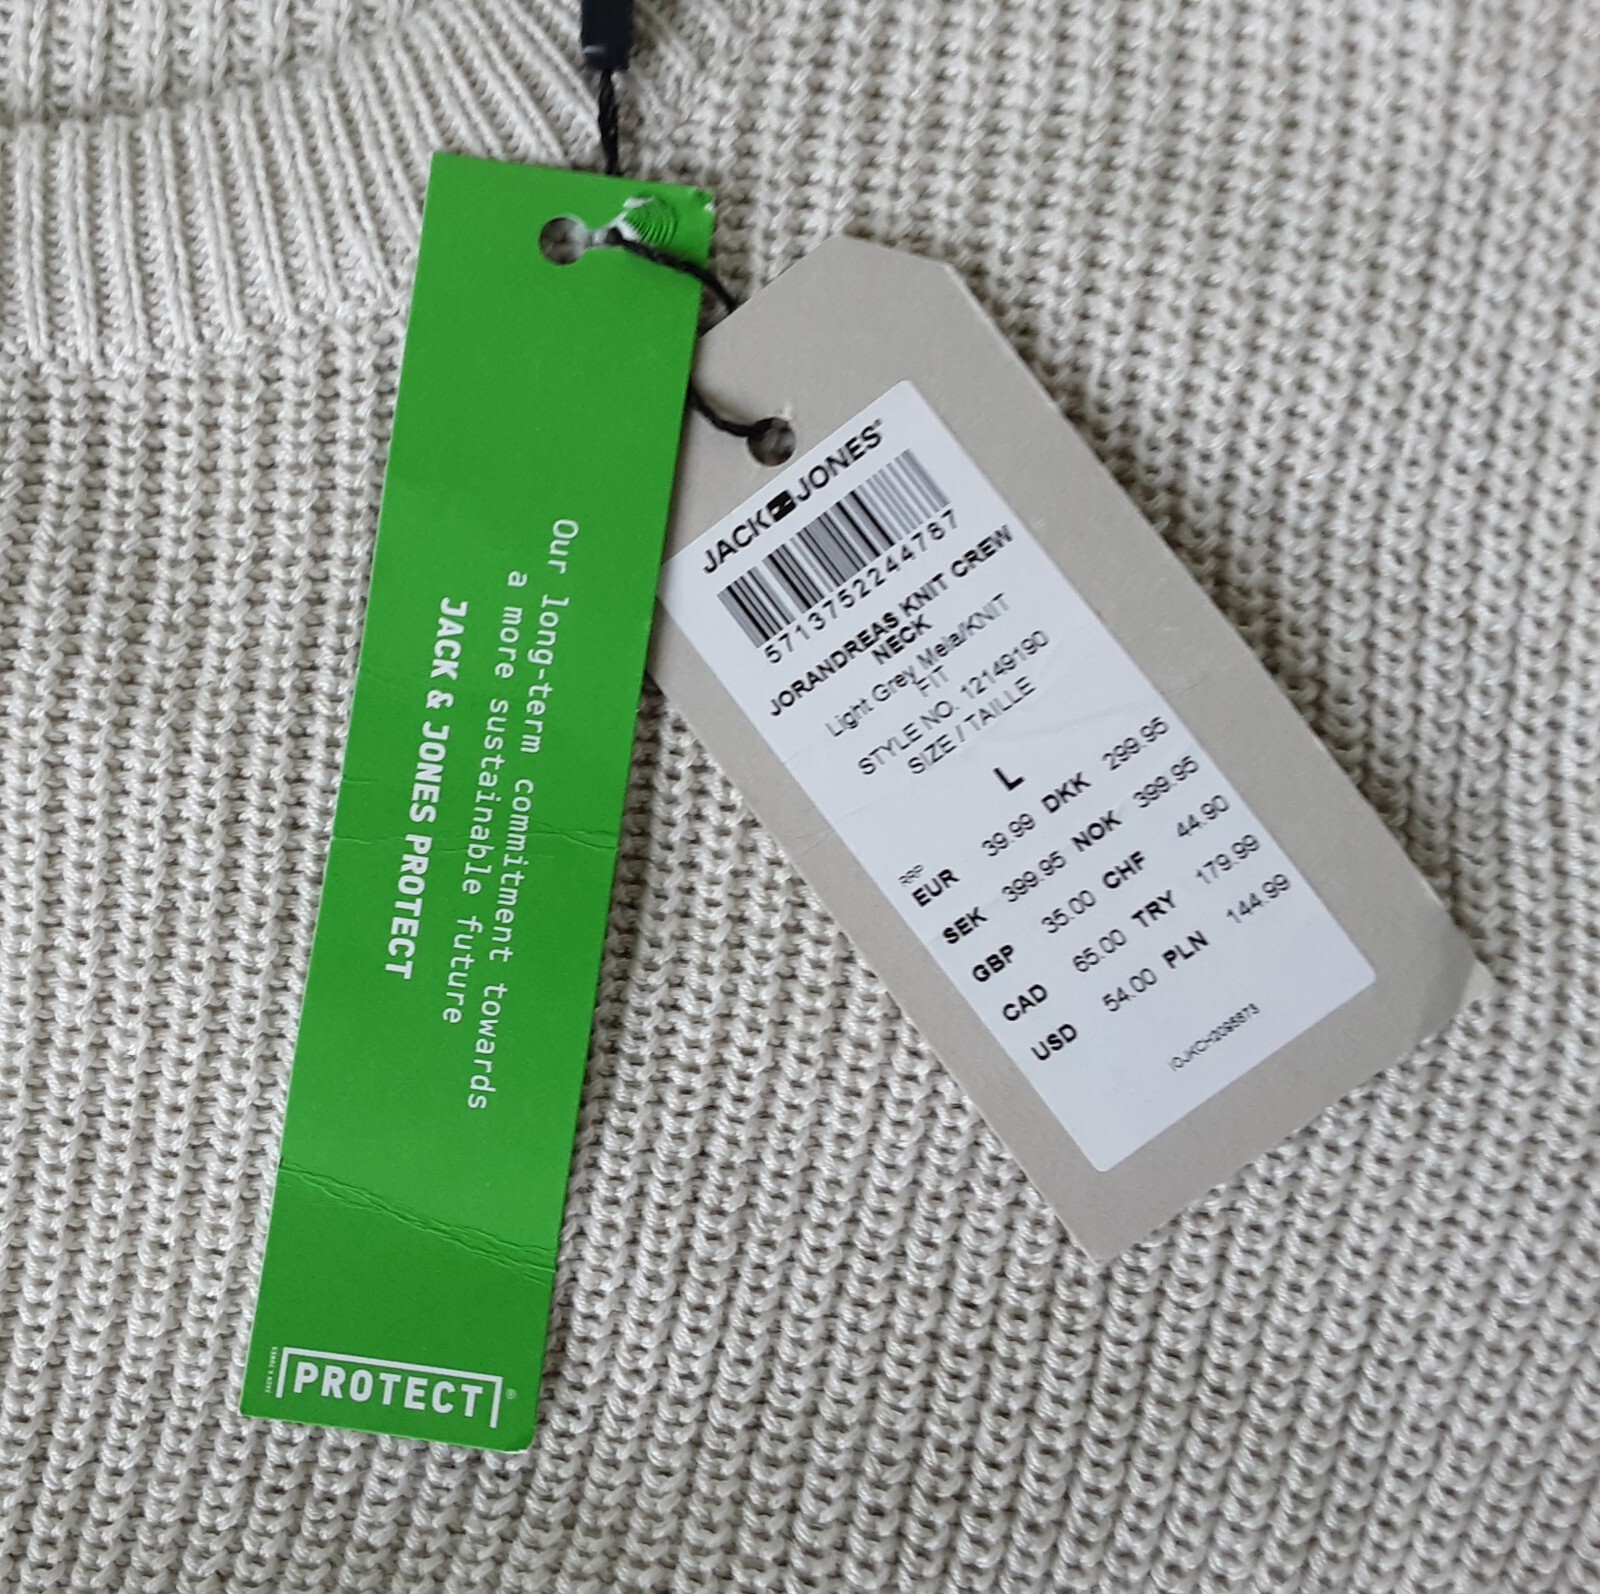 Our long-term commitment towards
a more sustainable future
JACK & JONES PROTECT
PROTECT®
JACK JONES®
5713752244787
JORANDREAS KNIT CREW
NECK
Light Grey Mela/KNIT
FIT
STYLE NO. 12149190
SIZE / TAILLE
L
RRP
EUR 39.99 DKK 299.95
SEK 399.95 NOK 399.95
GBP 35.00 CHF 44.90
CAD 65.00 TRY 179.99
USD 54.00 PLN 144.99